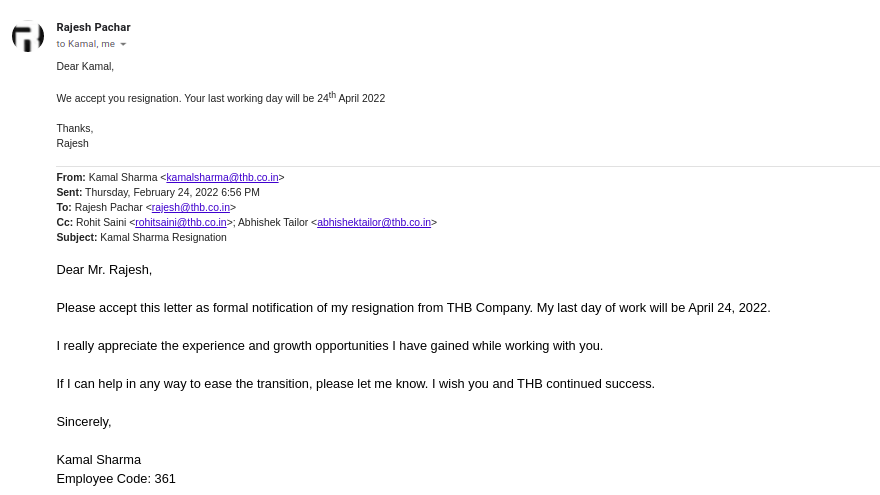 Rajesh Pachar
to Kamal, me
Dear Kamal,
We accept you resignation. Your last working day will be 24th April 2022
Thanks,
Rajesh
From: Kamal Sharma <kamalsharma@thb.co.in>
Sent: Thursday, February 24, 2022 6:56 PM
To: Rajesh Pachar <rajesh@thb.co.in>
Cc: Rohit Saini <rohitsaini@thb.co.in>; Abhishek Tailor <abhishektailor@thb.co.in>
Subject: Kamal Sharma Resignation
Dear Mr. Rajesh,
Please accept this letter as formal notification of my resignation from THB Company. My last day of work will be April 24, 2022.
I really appreciate the experience and growth opportunities I have gained while working with you.
If I can help in any way to ease the transition, please let me know. I wish you and THB continued success.
Sincerely,
Kamal Sharma
Employee Code: 361